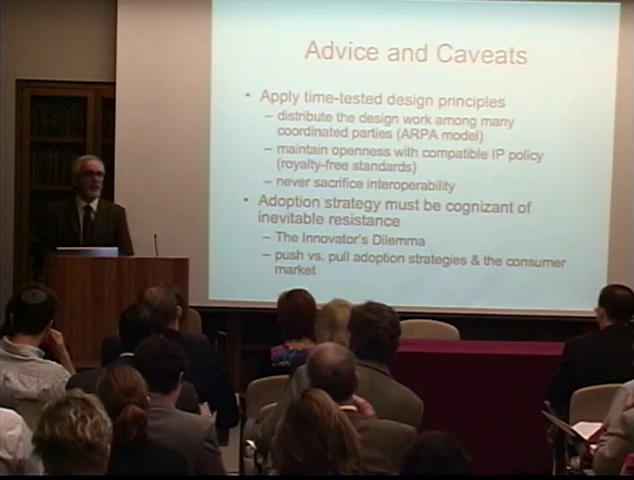 Advice and Caveats
• Apply time-tested design principles
– distribute the design work among many
coordinated parties (ARPA model)
– maintain openness with compatible IP policy
(royalty-free standards)
– never sacrifice interoperability
• Adoption strategy must be cognizant of
inevitable resistance
– The Innovator's Dilemma
– push vs. pull adoption strategies & the consumer
market